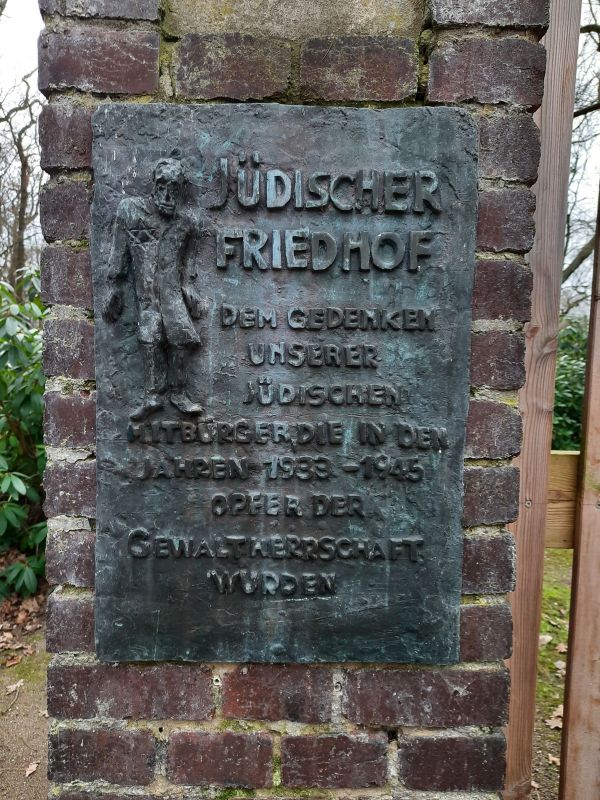 JÜDISCHER
FRIEDHOF
DEM GEDENKEN
UNSERER
JÜDISCHEN
MITBÜRGER, DIE IN DEN
JAHREN 1933-1945
OPFER DER
GEWALTHERRSCHAFT
WURDEN